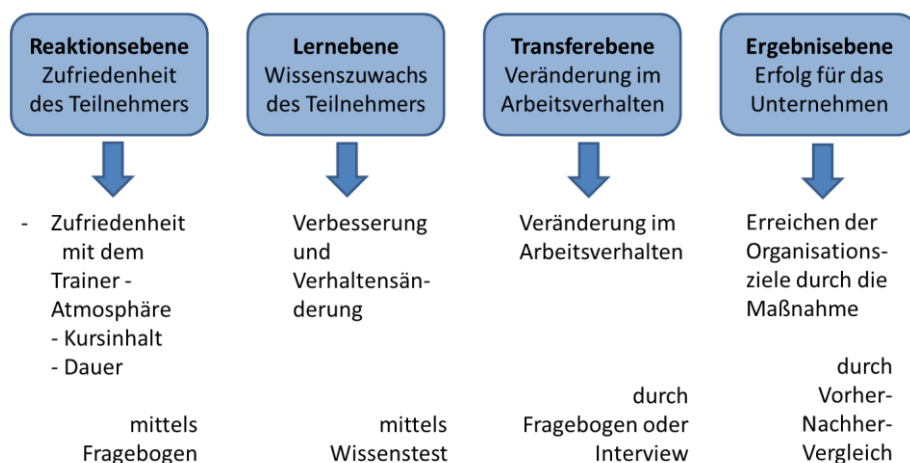 Reaktionsebene
Zufriedenheit
des Teilnehmers
Lernebene
Wissenszuwachs
des Teilnehmers
Transferebene
Veränderung im
Arbeitsverhalten
Ergebnisebene
Erfolg für das
Unternehmen
- Zufriedenheit
mit dem
Trainer -
Atmosphäre
- Kursinhalt
- Dauer
mittels
Fragebogen
Verbesserung
und
Verhaltensän-
derung
mittels
Wissenstest
Veränderung im
Arbeitsverhalten
durch
Fragebogen oder
Interview
Erreichen der
Organisations-
ziele durch die
Maßnahme
durch
Vorher-
Nachher-
Vergleich